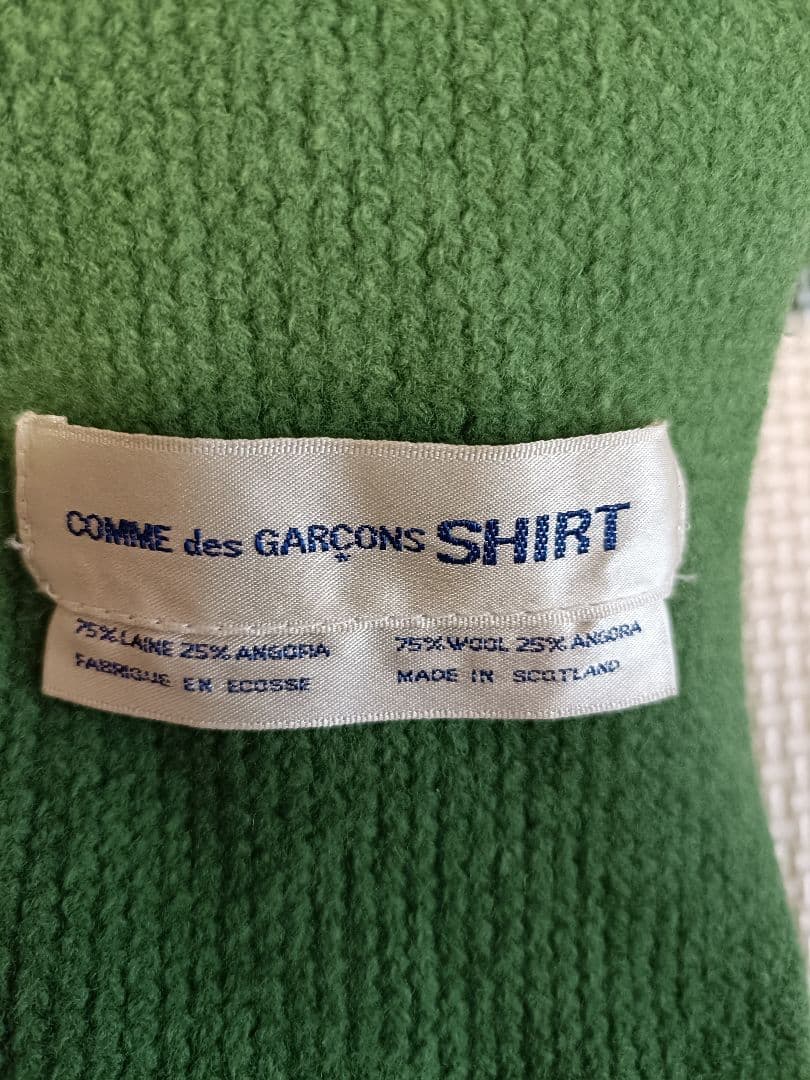 COMME des GARÇONS SHIRT
75% LAINE 25% ANGORA
FABRIQUE EN ECOSSE
75% WOOL 25% ANGORA
MADE IN SCOTLAND